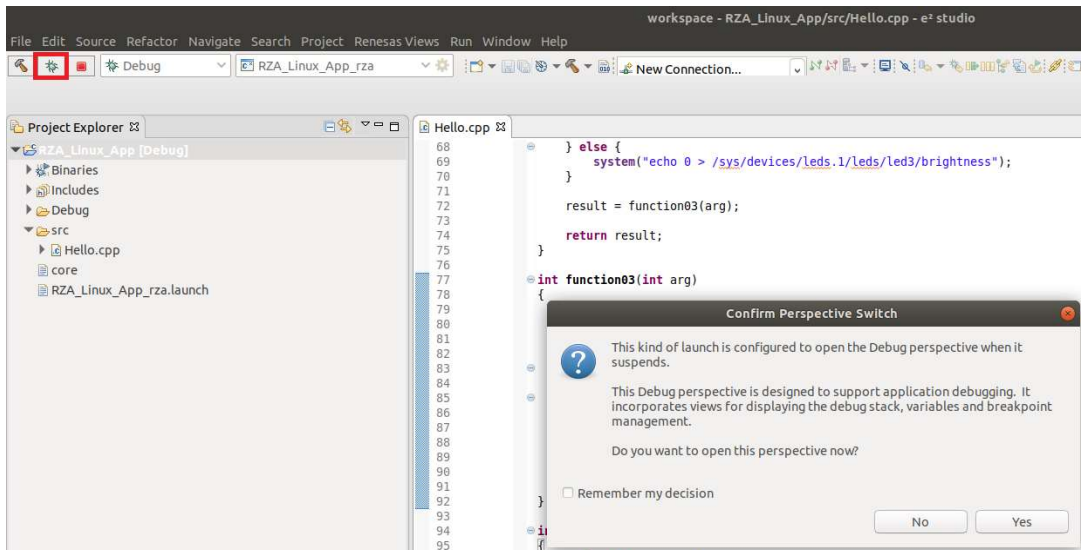 workspace - RZA_Linux_App/src/Hello.cpp - e² studio
File Edit Source Refactor Navigate Search Project Renesas Views Run Window Help
Debug RZA_Linux_App_rza New Connection...
Project Explorer
Hello.cpp
RZA_Linux_App [Debug]
Binaries
Includes
Debug
src
Hello.cpp
core
RZA_Linux_App_rza.launch
68 } else {
69 system("echo 0 > /sys/devices/leds.1/leds/led3/brightness");
70 }
71
72 result = function03(arg);
73
74 return result;
75 }
76
77 int function03(int arg)
78 {
79
80
81
82
83
84
85
86
87
88
89
90
91
92 }
93
94 in
95 {
Confirm Perspective Switch
This kind of launch is configured to open the Debug perspective when it
suspends.
This Debug perspective is designed to support application debugging. It
incorporates views for displaying the debug stack, variables and breakpoint
management.
Do you want to open this perspective now?
Remember my decision
No Yes